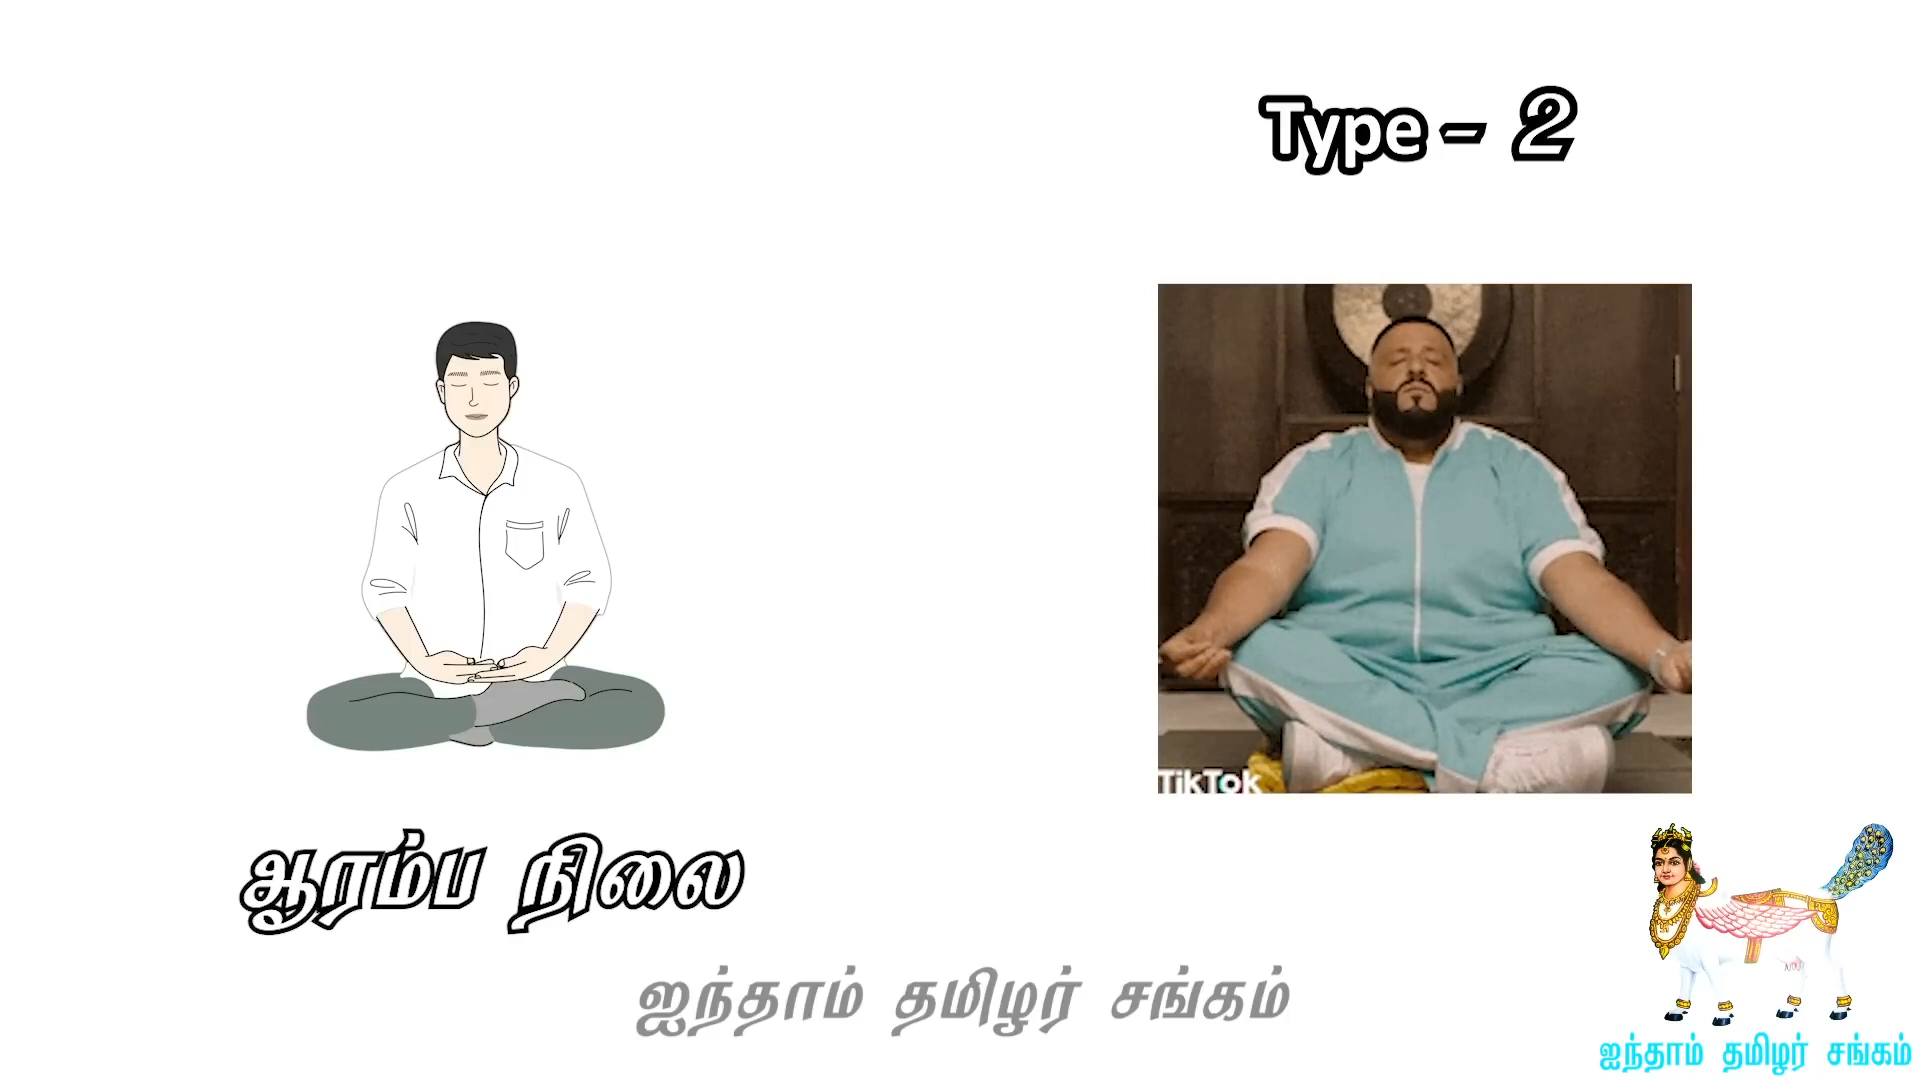 Type - 2
TikTok
ஆரம்ப நிலை
ஐந்தாம் தமிழர் சங்கம்
ஐந்தாம் தமிழர் சங்கம்